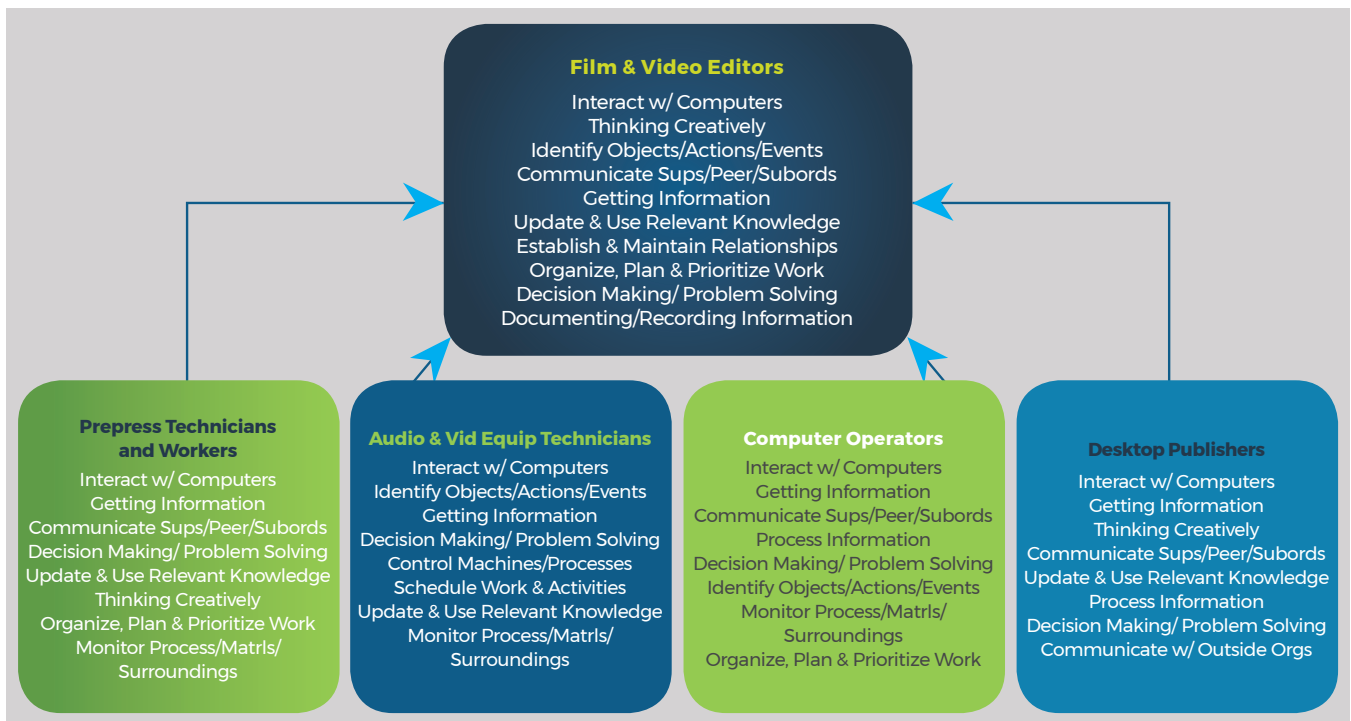 Film & Video Editors
Interact w/ Computers
Thinking Creatively
Identify Objects/Actions/Events
Communicate Sups/Peer/Subords
Getting Information
Update & Use Relevant Knowledge
Establish & Maintain Relationships
Organize, Plan & Prioritize Work
Decision Making/ Problem Solving
Documenting/Recording Information
Prepress Technicians
and Workers
Interact w/ Computers
Getting Information
Communicate Sups/Peer/Subords
Decision Making/ Problem Solving
Update & Use Relevant Knowledge
Thinking Creatively
Organize, Plan & Prioritize Work
Monitor Process/Matrls/
Surroundings
Audio & Vid Equip Technicians
Interact w/ Computers
Identify Objects/Actions/Events
Getting Information
Decision Making/ Problem Solving
Control Machines/Processes
Schedule Work & Activities
Update & Use Relevant Knowledge
Monitor Process/Matrls/
Surroundings
Computer Operators
Interact w/ Computers
Getting Information
Communicate Sups/Peer/Subords
Process Information
Decision Making/ Problem Solving
Identify Objects/Actions/Events
Monitor Process/Matrls/
Surroundings
Organize, Plan & Prioritize Work
Desktop Publishers
Interact w/ Computers
Getting Information
Thinking Creatively
Communicate Sups/Peer/Subords
Update & Use Relevant Knowledge
Process Information
Decision Making/ Problem Solving
Communicate w/ Outside Orgs